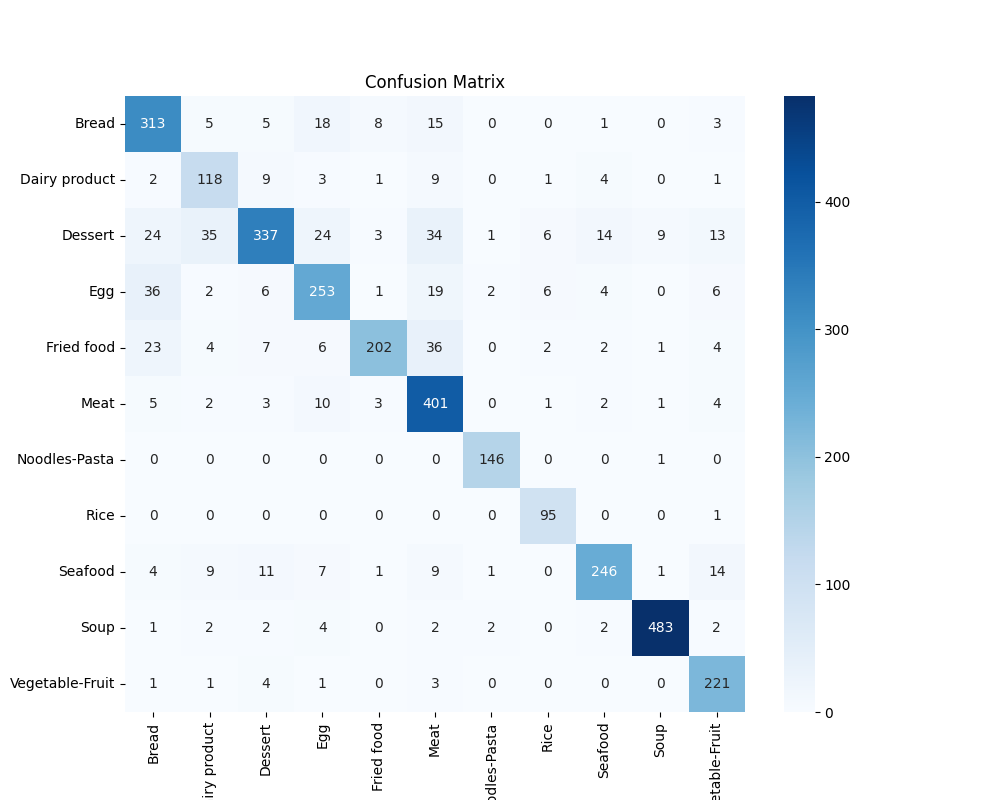 Confusion Matrix
Bread 313 5 5 18 8 15 0 0 1 0 3
Dairy product 2 118 9 3 1 9 0 1 4 1
Dessert 24 35 337 24 3 34 1 6 14 9 13
Egg 36 2 6 253 1 19 2 6 4 0 6
Fried food 23 4 7 6 202 36 0 2 2 1 4
Meat 5 2 3 10 3 401 0 1 2 1 4
Noodles-Pasta 0 0 0 0 0 0 146 0 0 1 0
Rice 0 0 0 0 0 0 0 95 0 0 1
Seafood 4 9 11 7 1 9 1 0 246 1 14
Soup 1 2 2 4 0 2 2 0 2 483 2
Vegetable-Fruit 1 1 4 1 0 3 0 0 0 0 221
Bread
iry product
Dessert
Egg
Fried food
Meat
odles-Pasta
Rice
Seafood
Soup
etable-Fruit
400
300
200
100
0